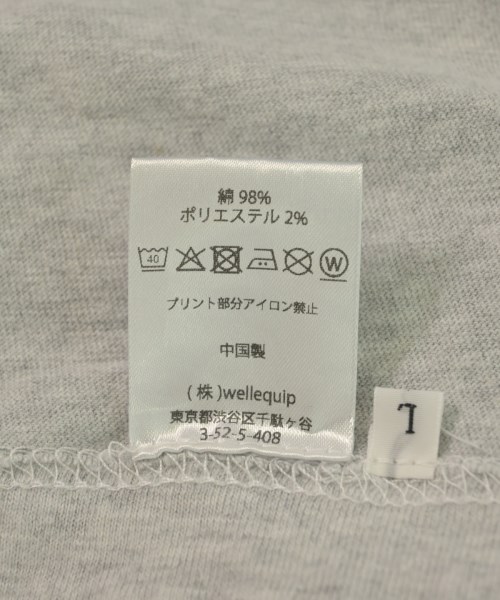 綿 98%
ポリエステル 2%
40
W
プリント部分アイロン禁止
中国製
(株)wellequip
東京都渋谷区千駄ヶ谷
3-52-5-408
L